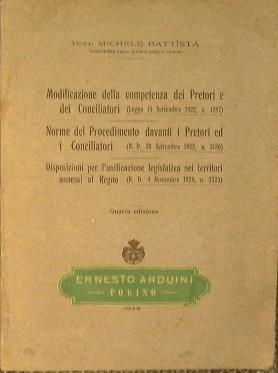 Dott. MICHELE BATTISTA
Modificazione della competenza dei Pretori e
dei Conciliatori (Legge 15 Settembre 1922, n. 1287)
Norme del Procedimento davanti i Pretori ed
i Conciliatori (R. D. 28 Settembre 1922, n. 1336)
Disposizioni per l'unificazione legislativa nei territori
annessi al Regno (R. D. 4 Novembre 1928, n. 2325)
Quarta edizione
ERNESTO ARDUINI
TORINO